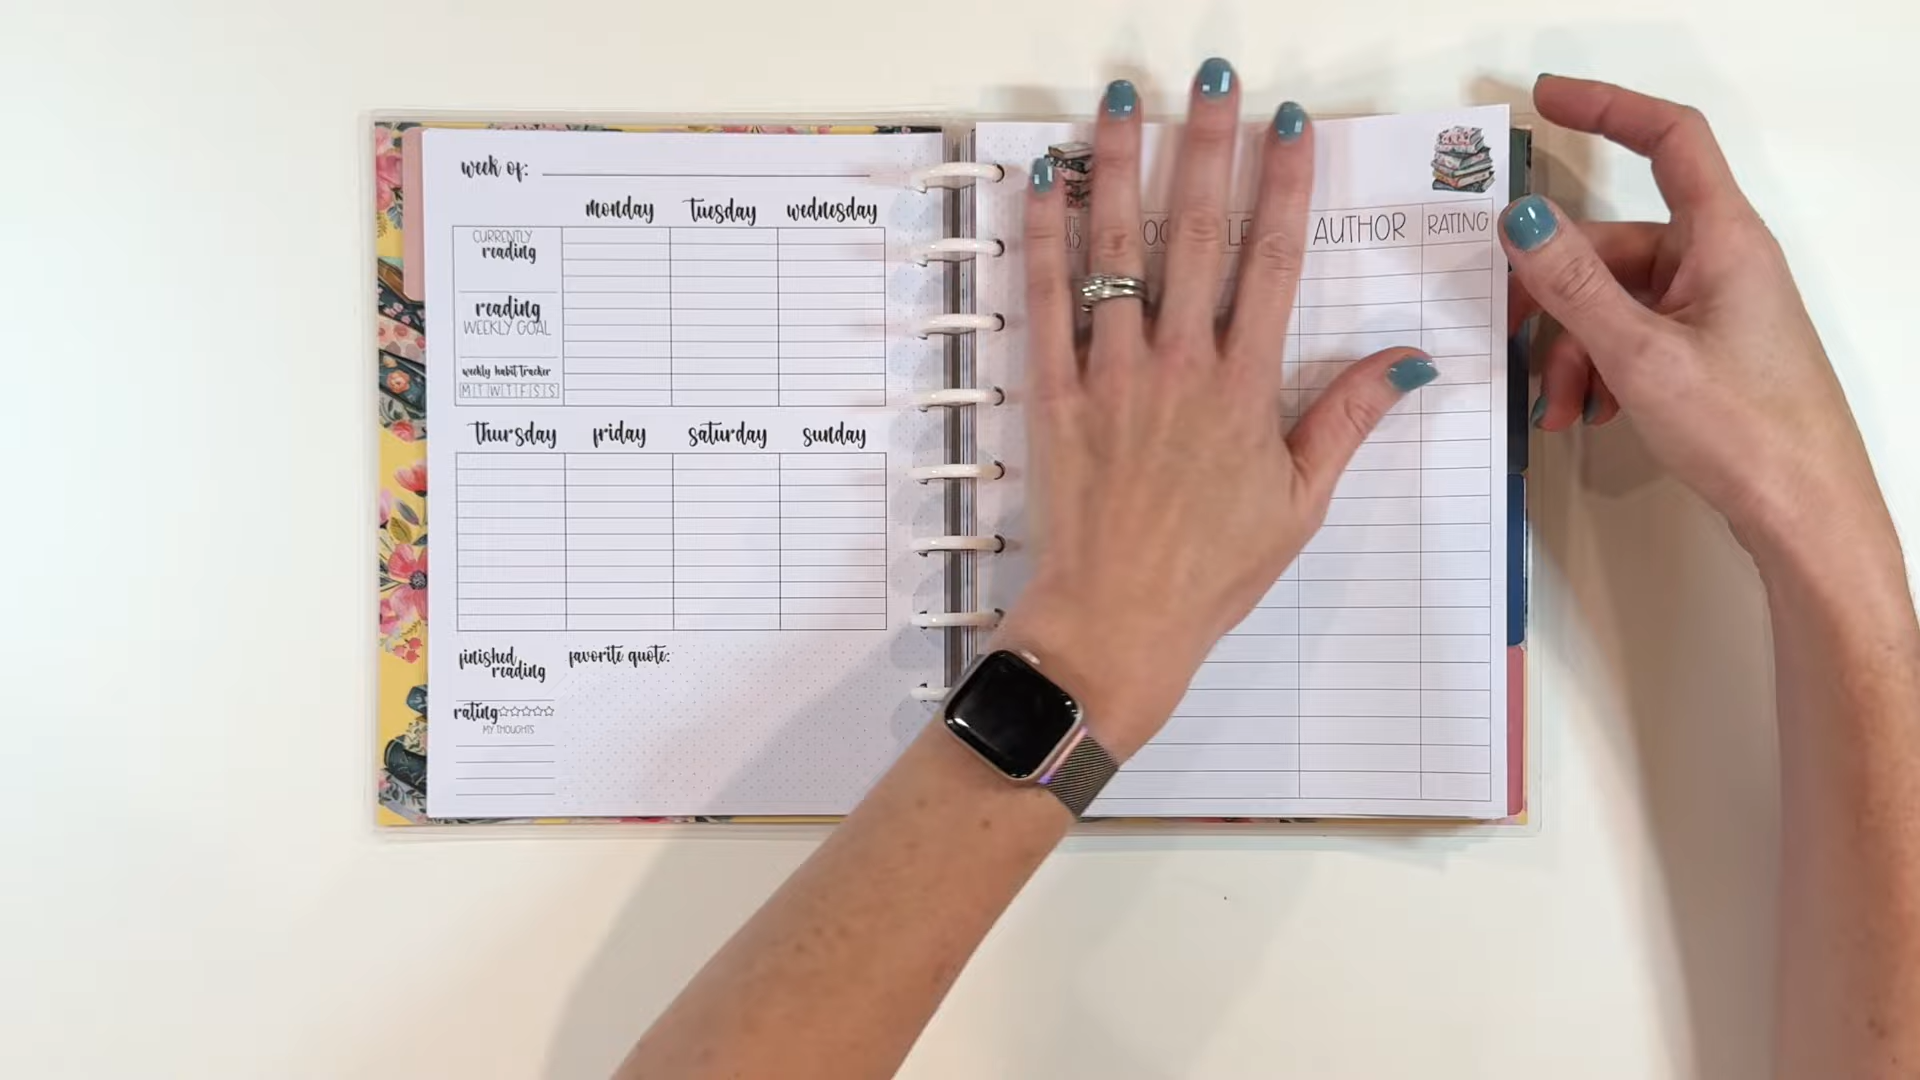 week of:
monday tuesday wednesday
CURRENTLY
reading
reading
WEEKLY GOAL
weekly habit tracker
M T W T F S S
thursday friday saturday sunday
finished
reading
favorite quote:
rating
MY THOUGHTS
AUTHOR RATING